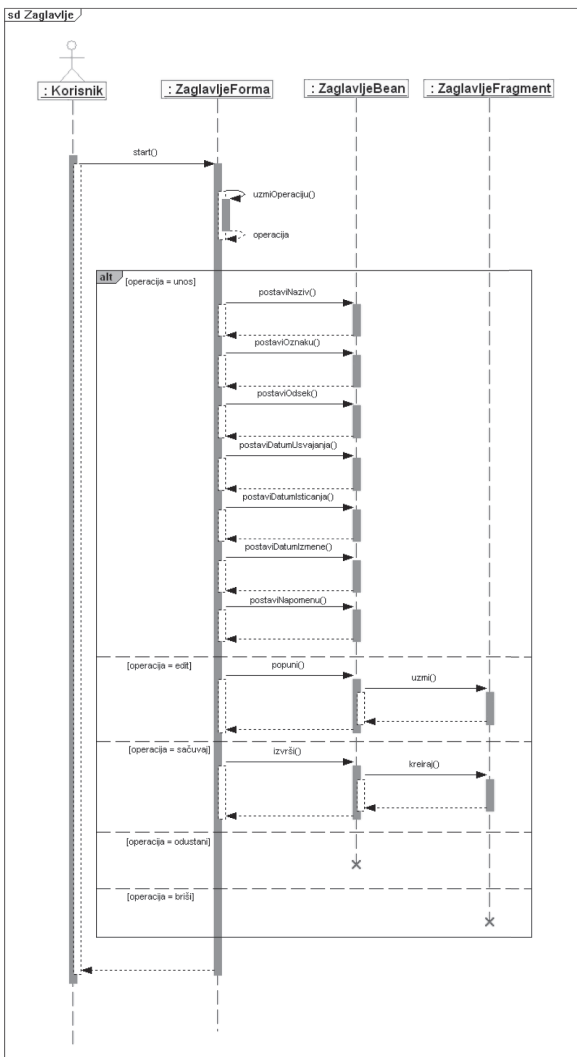 sd Zaglavlje
: Korisnik
: ZaglavljeForma
: ZaglavljeBean
: ZaglavljeFragment
start()
uzmiOperaciju()
operacija
alt
[operacija = unos]
postaviNaziv()
postaviOznaku()
postaviOdsek()
postaviDatumUsvajanja()
postaviDatumIsticanja()
postaviDatumIzmene()
postaviNapomenu()
[operacija = edit]
popuni()
uzmi()
[operacija = sačuvaj]
izvrši()
kreiraj()
[operacija = odustani]
[operacija = briši]